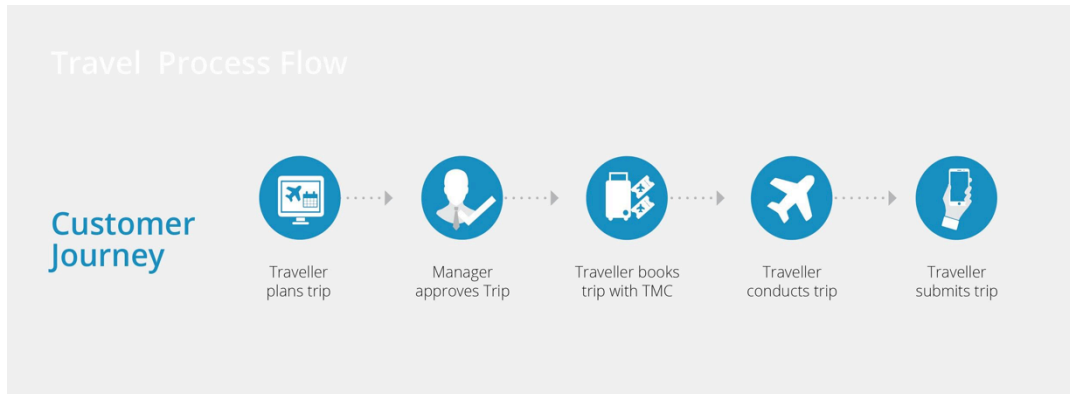 Travel Process Flow
Customer
Journey
Traveller
plans trip
Manager
approves Trip
Traveller books
trip with TMC
Traveller
conducts trip
Traveller
submits trip